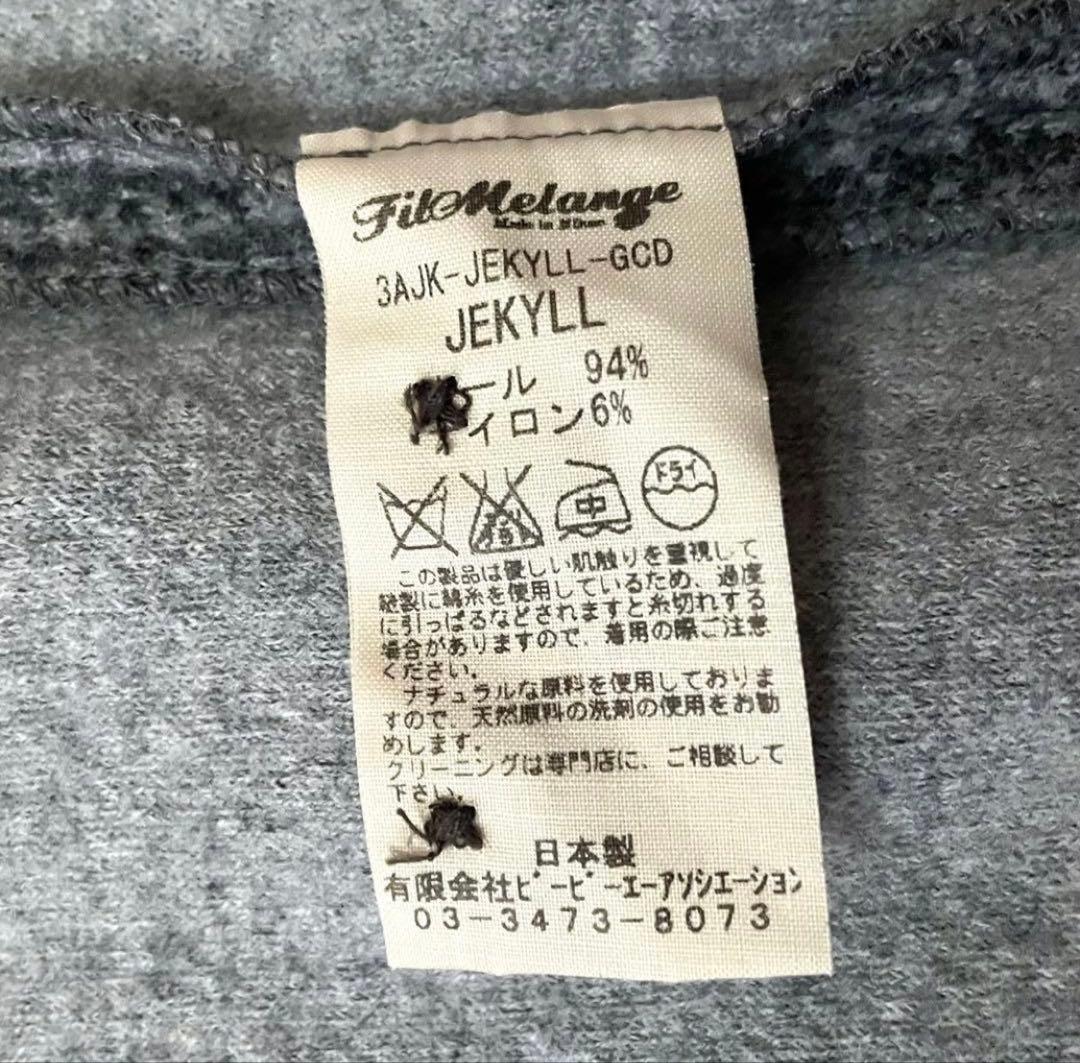 FilMelange
3AJK-JEKYLL-GCD
JEKYLL
ール 94%
イロン 6%
中
ドライ
この製品は優しい肌触りを重視して
縫製に綿糸を使用しているため、過度
に引っぱるなどされますと糸切れする
場合がありますので、着用の際ご注意
ください。
ナチュラルな原料を使用しておりま
すので、天然原料の洗剤の使用をお勧
めします。
クリーニングは専門店に、ご相談して
下さい。
日本製
有限会社ビーピーエーアソシエーション
03-3473-8073